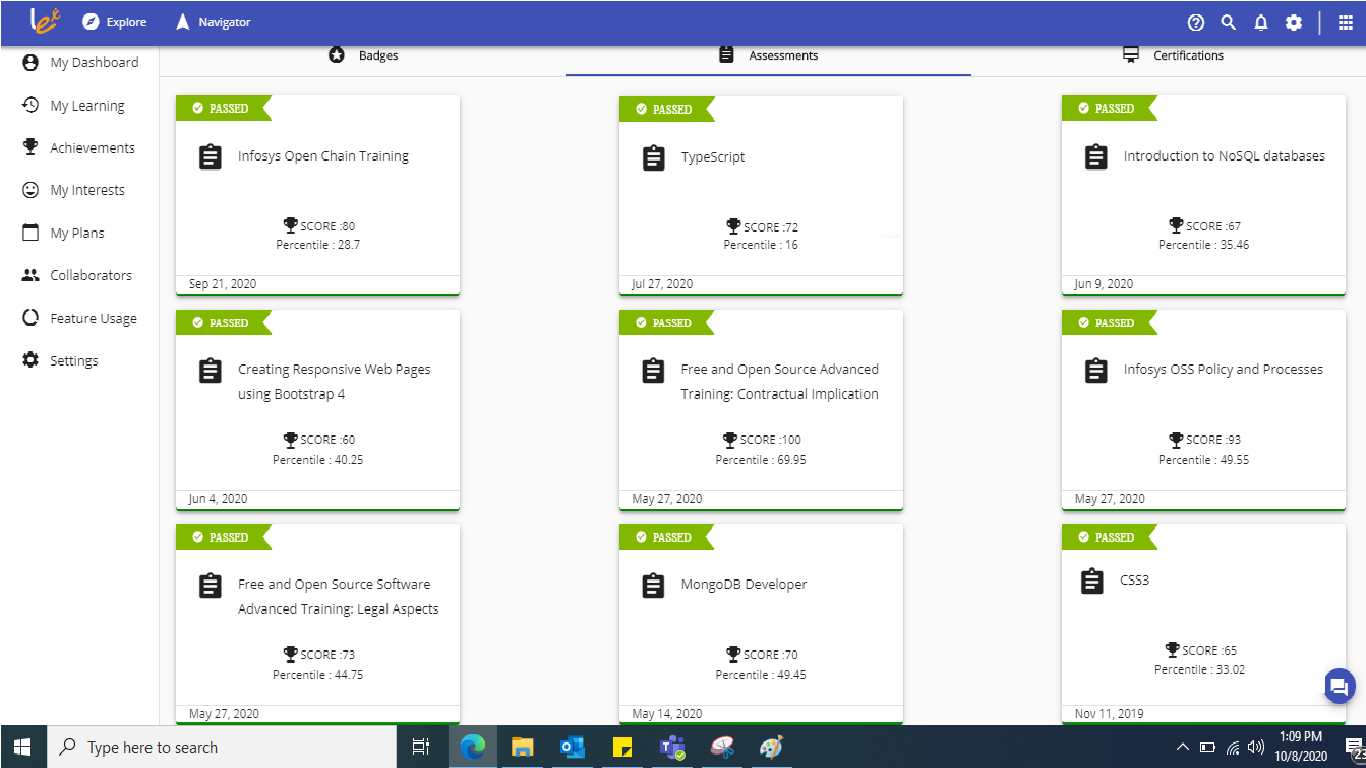 Lex
Explore
Navigator
My Dashboard
My Learning
Achievements
My Interests
My Plans
Collaborators
Feature Usage
Settings
Badges
Assessments
Certifications
PASSED
Infosys Open Chain Training
SCORE :80
Percentile : 28.7
Sep 21, 2020
PASSED
TypeScript
SCORE :72
Percentile : 16
Jul 27, 2020
PASSED
Introduction to NoSQL databases
SCORE :67
Percentile : 35.46
Jun 9, 2020
PASSED
Creating Responsive Web Pages
using Bootstrap 4
SCORE :60
Percentile : 40.25
Jun 4, 2020
PASSED
Free and Open Source Advanced
Training: Contractual Implication
SCORE :100
Percentile : 69.95
May 27, 2020
PASSED
Infosys OSS Policy and Processes
SCORE :93
Percentile : 49.55
May 27, 2020
PASSED
Free and Open Source Software
Advanced Training: Legal Aspects
SCORE :73
Percentile : 44.75
May 27, 2020
PASSED
MongoDB Developer
SCORE :70
Percentile : 49.45
May 14, 2020
PASSED
CSS3
SCORE :65
Percentile : 33.02
Nov 11, 2019
Type here to search
1:09 PM
10/8/2020
23